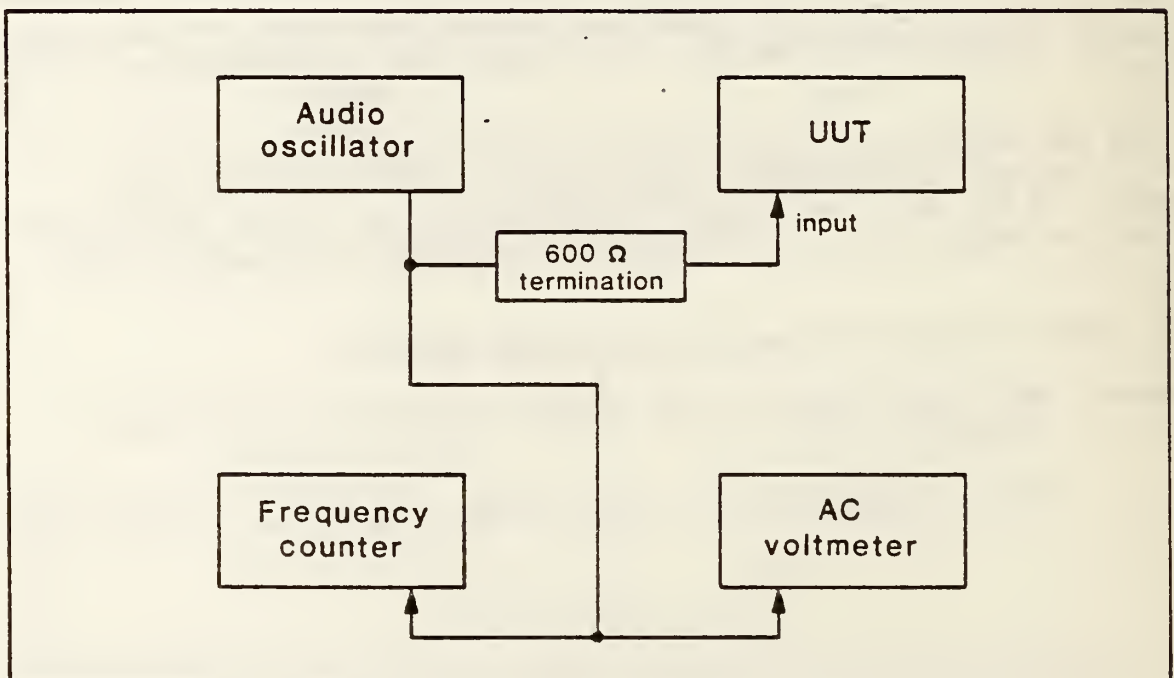 Audio
oscillator
UUT
input
600 Ω
termination
Frequency
counter
AC
voltmeter